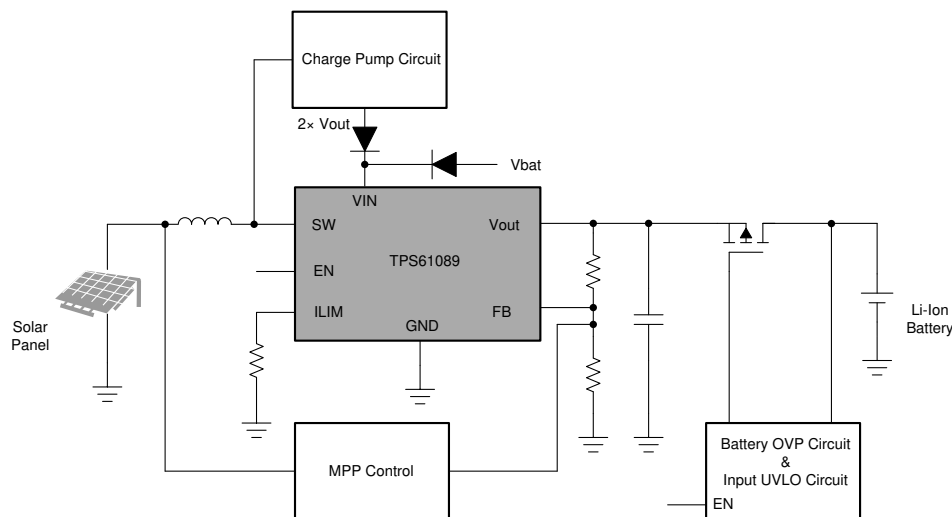 Charge Pump Circuit
2× Vout
Vbat
VIN
SW
Vout
TPS61089
EN
ILIM
FB
GND
Solar
Panel
Li-Ion
Battery
MPP Control
Battery OVP Circuit
&
Input UVLO Circuit
EN